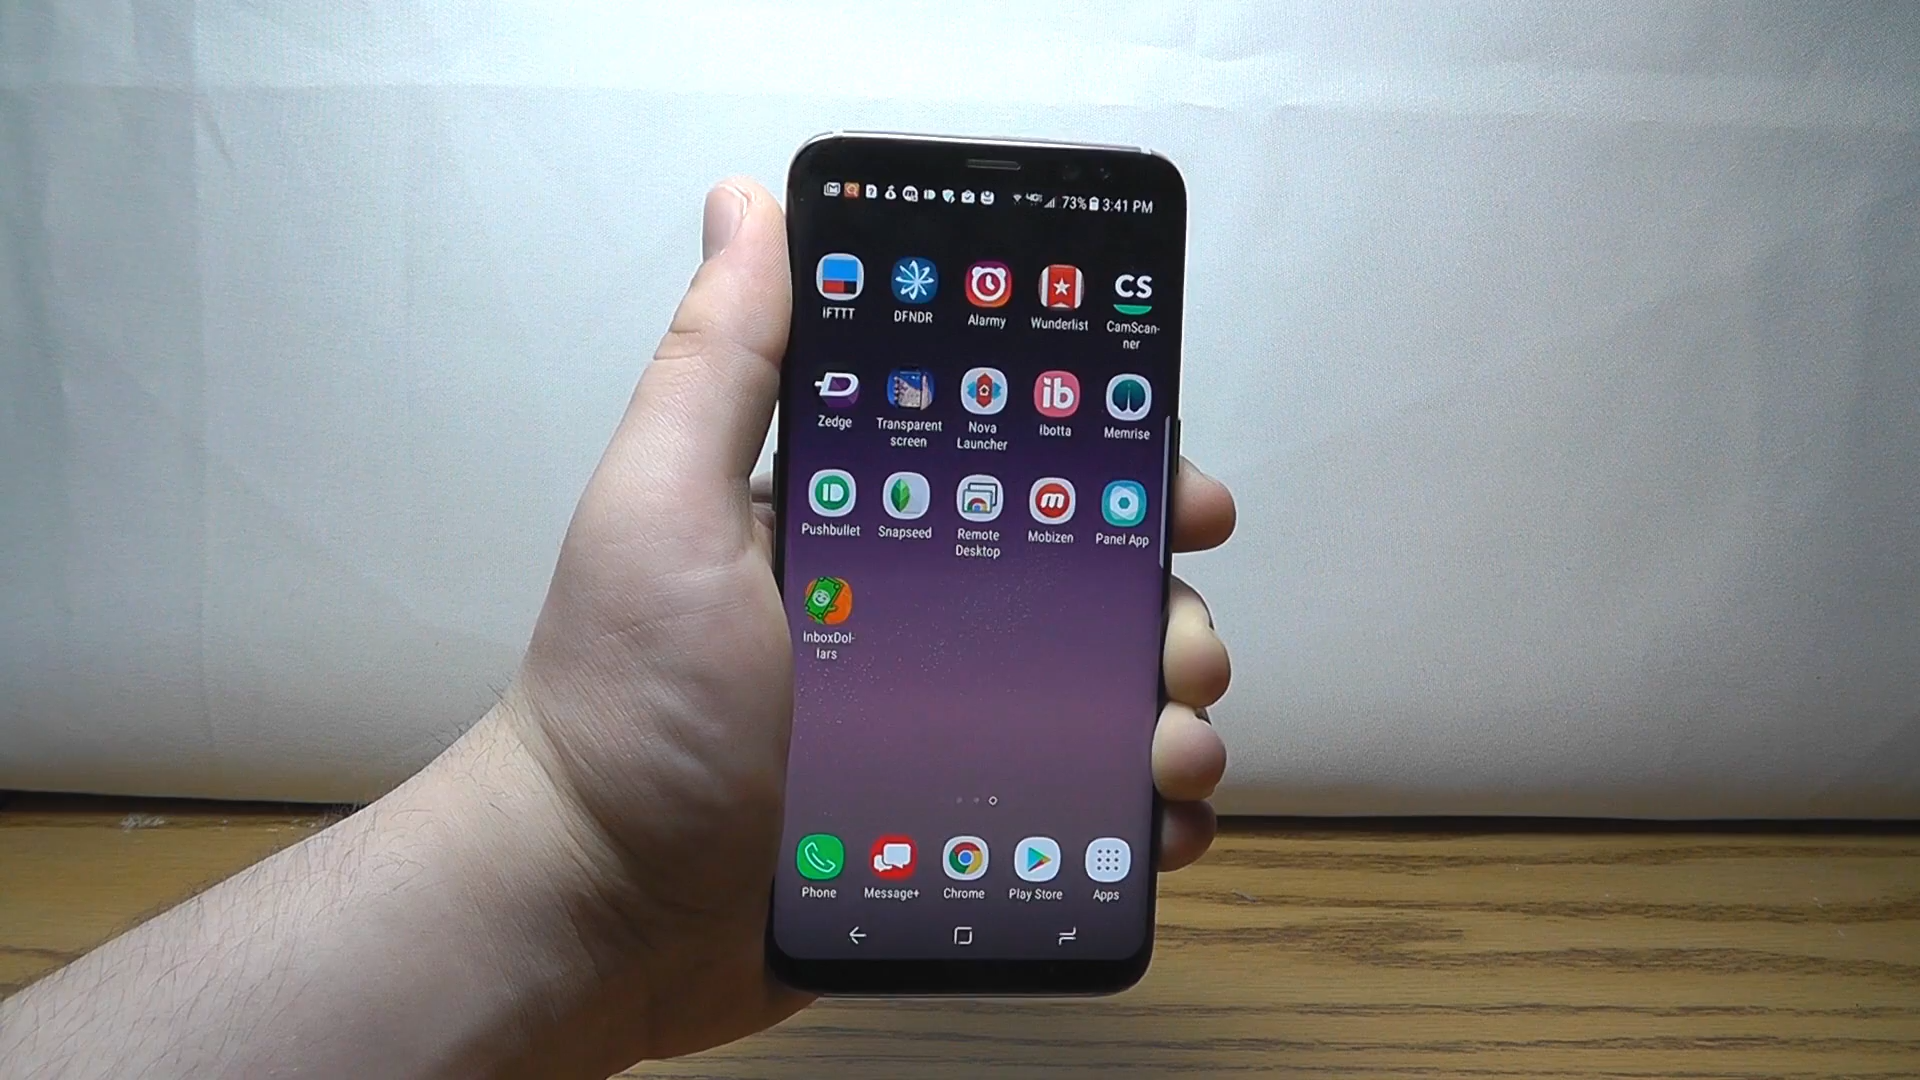 73% 3:41 PM
CS
IFTTT DFNDR Alarmy Wunderlist CamScan-
ner
ib
Zedge Transparent Nova Ibotta Memrise
screen Launcher
m
Pushbullet Snapseed Remote Mobizen Panel App
Desktop
InboxDol-
lars
Phone Message+ Chrome Play Store Apps